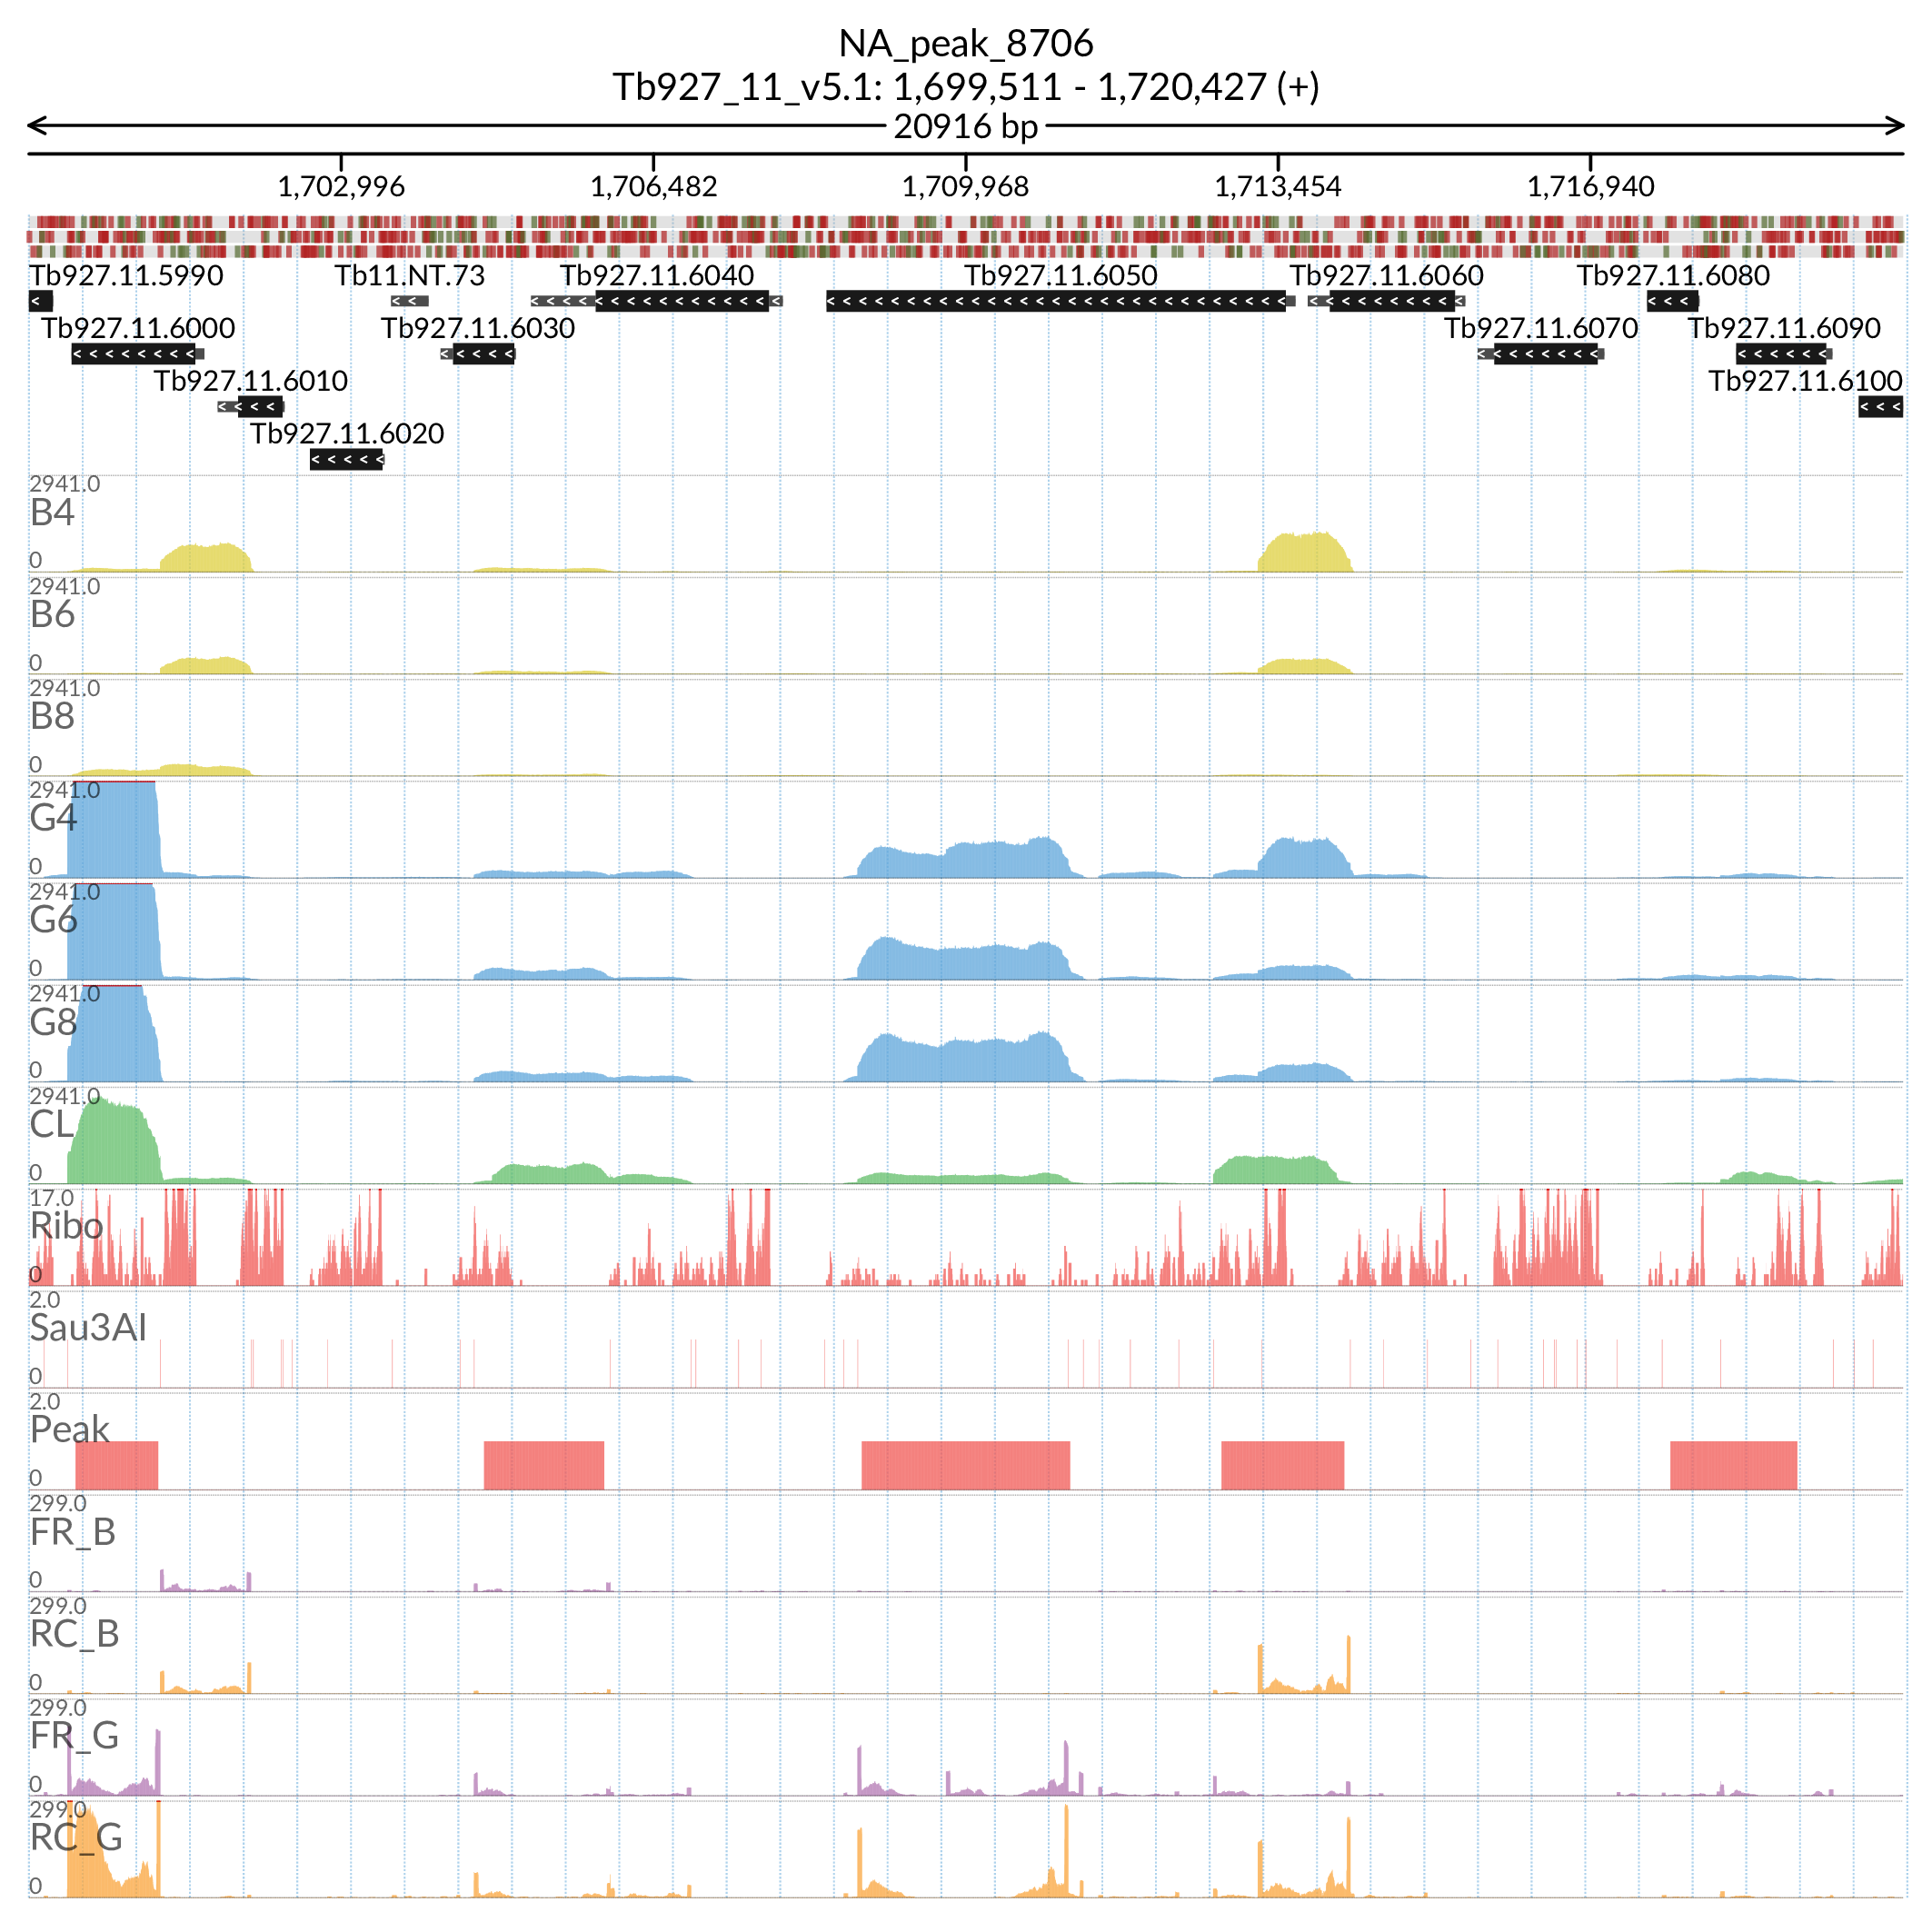 NA_peak_8706
Tb927_11_v5.1: 1,699,511 - 1,720,427 (+)
20916 bp
1,702,996 1,706,482 1,709,968 1,713,454 1,716,940
Tb927.11.5990 Tb11.NT.73 Tb927.11.6040 Tb927.11.6050 Tb927.11.6060 Tb927.11.6080
Tb927.11.6000 Tb927.11.6030 Tb927.11.6070 Tb927.11.6090
Tb927.11.6010 Tb927.11.6100
Tb927.11.6020
2941.0
B4
0
2941.0
B6
0
2941.0
B8
0
2941.0
G4
0
2941.0
G6
0
2941.0
G8
0
2941.0
CL
0
17.0
Ribo
0
2.0
Sau3AI
0
2.0
Peak
0
299.0
FR_B
0
299.0
RC_B
0
299.0
FR_G
0
299.0
RC_G
0